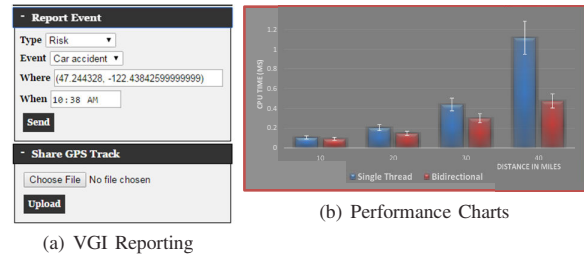 - Report Event
Type Risk
Event Car accident
Where (47.244328, -122.43842599999999)
When 10:38 AM
Send
- Share GPS Track
Choose File No file chosen
Upload
(a) VGI Reporting
CPU TIME (MS)
1.2
1
0.8
0.6
0.4
0.2
0
10 20 30 40
DISTANCE IN MILES
Single Thread Bidirectional
(b) Performance Charts